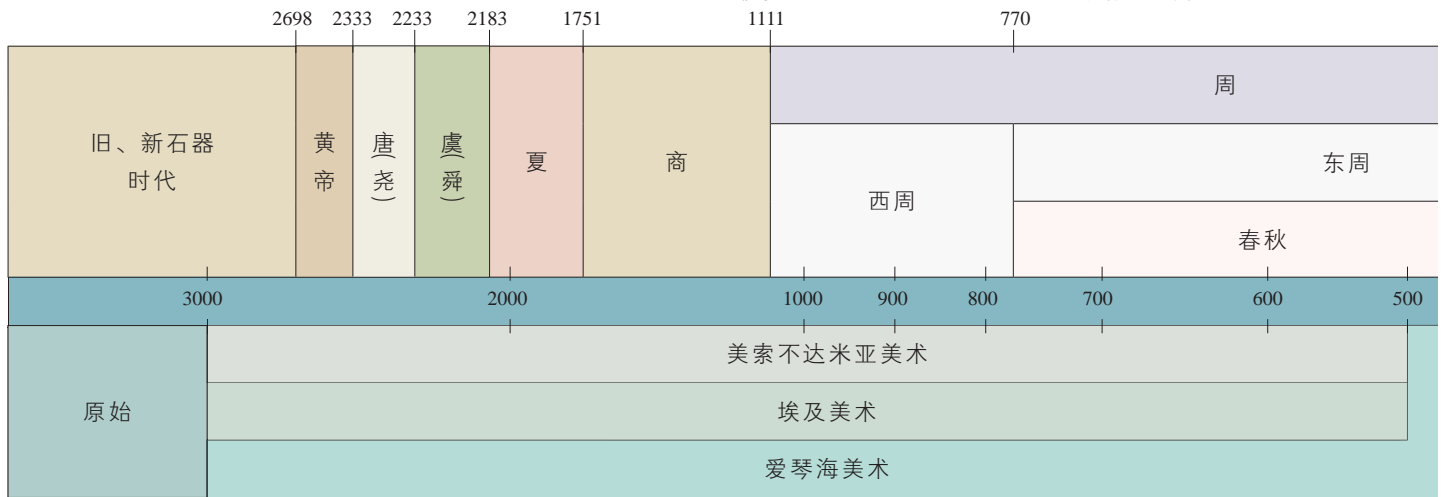 2698 2333 2233 2183 1751 1111 770
旧、新石器
时代
黄帝
唐(尧)
虞(舜)
夏
商
周
西周
东周
春秋
3000 2000 1000 900 800 700 600 500
原始
美索不达米亚美术
埃及美术
爱琴海美术